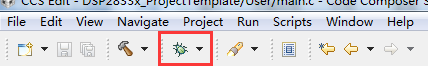 CCS Edit - DSP2833x_ProjectTemplate/User/main.c - Code Composer S
File Edit View Navigate Project Run Scripts Window Help